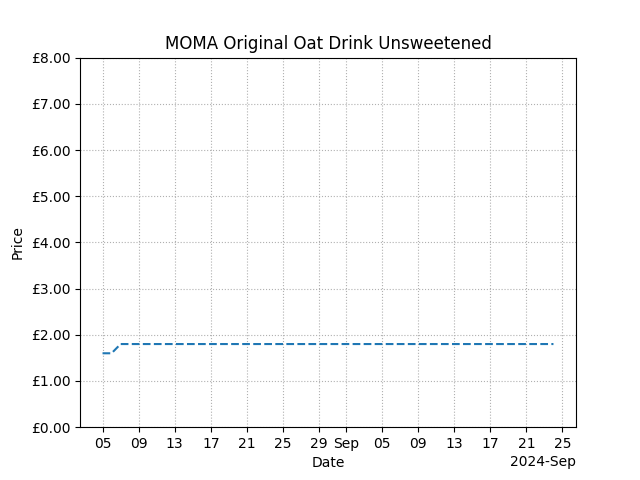 MOMA Original Oat Drink Unsweetened
£8.00
£7.00
£6.00
£5.00
£4.00
£3.00
£2.00
£1.00
£0.00
Price
05 09 13 17 21 25 29 Sep 05 09 13 17 21 25
Date
2024-Sep